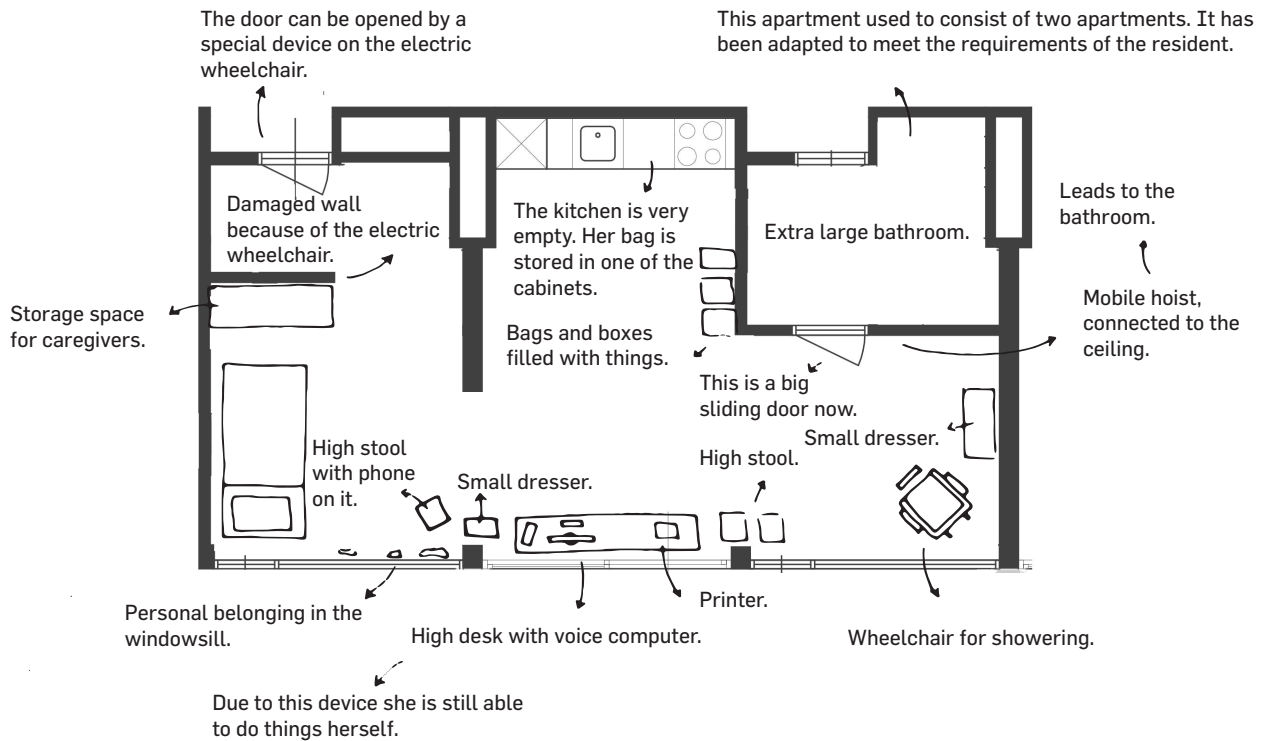 The door can be opened by a
special device on the electric
wheelchair.
This apartment used to consist of two apartments. It has
been adapted to meet the requirements of the resident.
Damaged wall
because of the electric
wheelchair.
The kitchen is very
empty. Her bag is
stored in one of the
cabinets.
Extra large bathroom.
Leads to the
bathroom.
Storage space
for caregivers.
Mobile hoist,
connected to the
ceiling.
Bags and boxes
filled with things.
This is a big
sliding door now.
Small dresser.
High stool
with phone
on it.
Small dresser.
High stool.
Personal belonging in the
windowsill.
Printer.
High desk with voice computer.
Wheelchair for showering.
Due to this device she is still able
to do things herself.